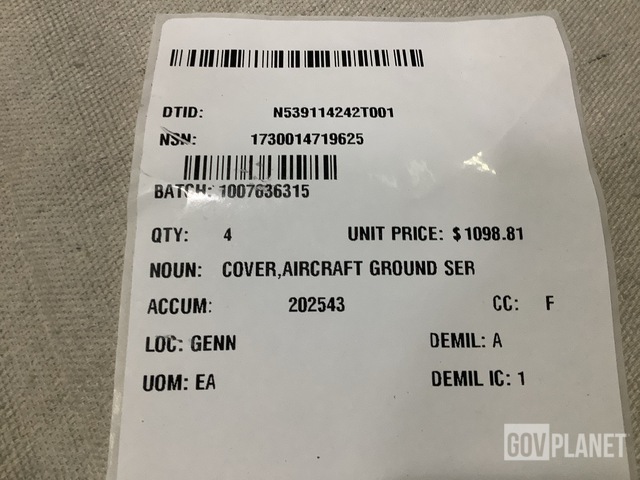 DTID: N539114242T001
NSN: 1730014719625
BATCH: 1007636315
QTY: 4 UNIT PRICE: $1098.81
NOUN: COVER,AIRCRAFT GROUND SER
ACCUM: 202543 CC: F
LOC: GENN DEMIL: A
UOM: EA DEMIL IC: 1
GOVPLANET